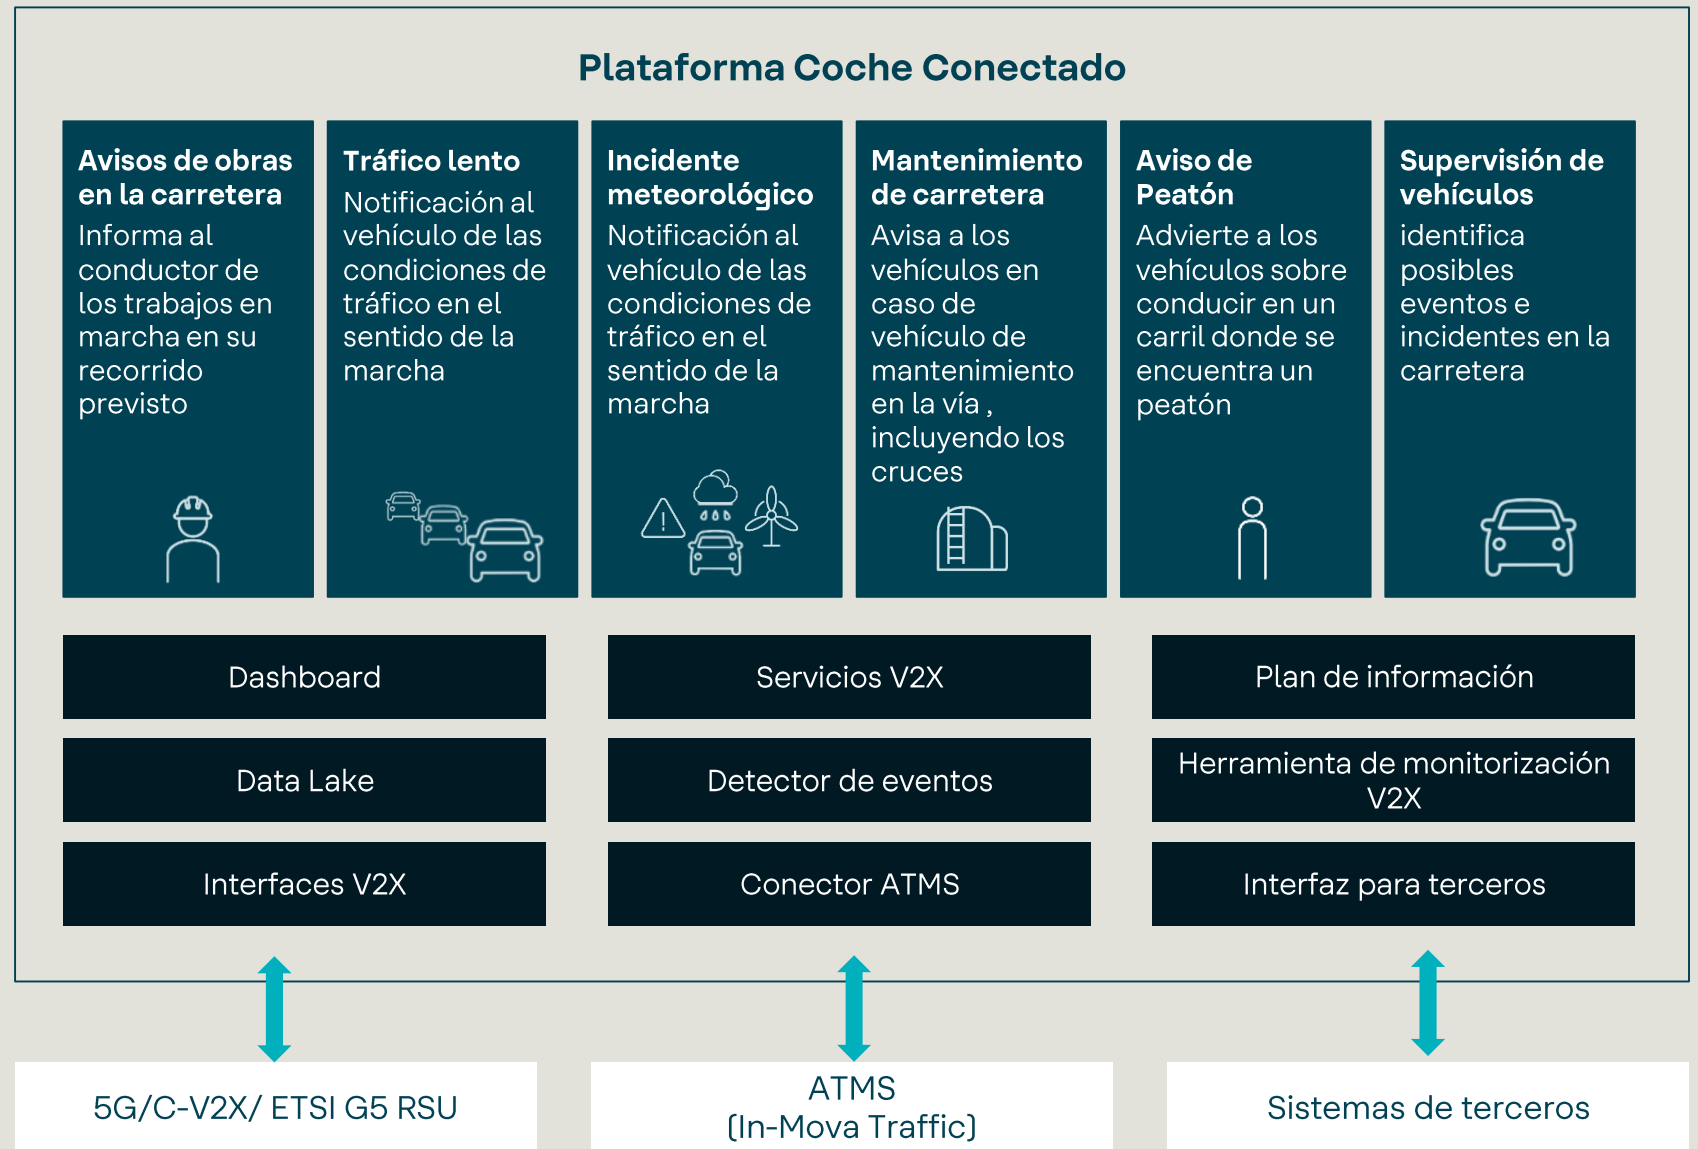 Plataforma Coche Conectado
Avisos de obras
en la carretera
Informa al
conductor de
los trabajos en
marcha en su
recorrido
previsto
Tráfico lento
Notificación al
vehículo de las
condiciones de
tráfico en el
sentido de la
marcha
Incidente
meteorológico
Notificación al
vehículo de las
condiciones de
tráfico en el
sentido de la
marcha
Mantenimiento
de carretera
Avisa a los
vehículos en
caso de
vehículo de
mantenimiento
en la vía ,
incluyendo los
cruces
Aviso de
Peatón
Advierte a los
vehículos sobre
conducir en un
carril donde se
encuentra un
peatón
Supervisión de
vehículos
identifica
posibles
eventos e
incidentes en la
carretera
Dashboard
Servicios V2X
Plan de información
Data Lake
Detector de eventos
Herramienta de monitorización
V2X
Interfaces V2X
Conector ATMS
Interfaz para terceros
5G/C-V2X/ ETSI G5 RSU
ATMS
(In-Mova Traffic)
Sistemas de terceros